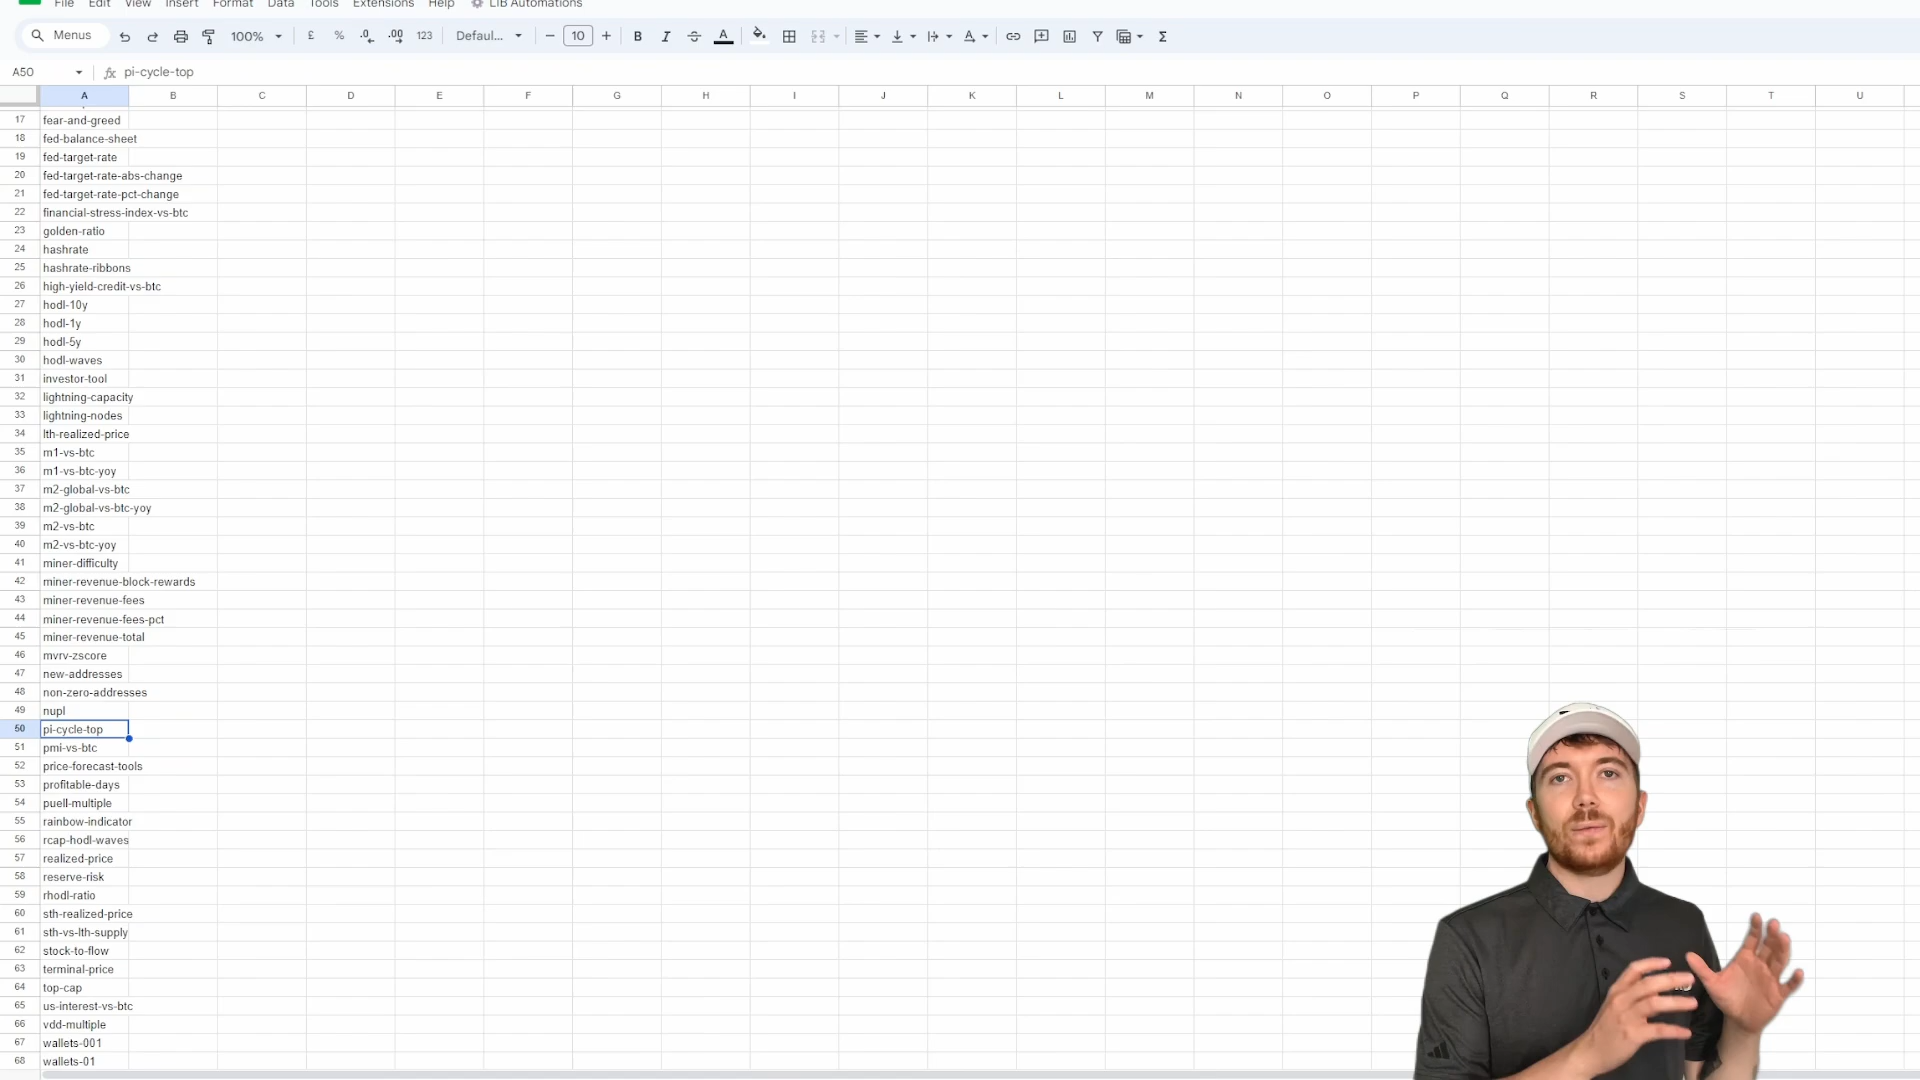 File Edit View Insert Format Data Tools Extensions Help LIB Automations
Menus 100% £ % .0 .00 123 Defaul... 10 B I A
A50 fx pi-cycle-top
A B C D E F G H I J K L M N O P Q R S T U
17 fear-and-greed
18 fed-balance-sheet
19 fed-target-rate
20 fed-target-rate-abs-change
21 fed-target-rate-pct-change
22 financial-stress-index-vs-btc
23 golden-ratio
24 hashrate
25 hashrate-ribbons
26 high-yield-credit-vs-btc
27 hodl-10y
28 hodl-1y
29 hodl-5y
30 hodl-waves
31 investor-tool
32 lightning-capacity
33 lightning-nodes
34 lth-realized-price
35 m1-vs-btc
36 m1-vs-btc-yoy
37 m2-global-vs-btc
38 m2-global-vs-btc-yoy
39 m2-vs-btc
40 m2-vs-btc-yoy
41 miner-difficulty
42 miner-revenue-block-rewards
43 miner-revenue-fees
44 miner-revenue-fees-pct
45 miner-revenue-total
46 mvrv-zscore
47 new-addresses
48 non-zero-addresses
49 nupl
50 pi-cycle-top
51 pmi-vs-btc
52 price-forecast-tools
53 profitable-days
54 puell-multiple
55 rainbow-indicator
56 rcap-hodl-waves
57 realized-price
58 reserve-risk
59 rhodl-ratio
60 sth-realized-price
61 sth-vs-lth-supply
62 stock-to-flow
63 terminal-price
64 top-cap
65 us-interest-vs-btc
66 vdd-multiple
67 wallets-001
68 wallets-01